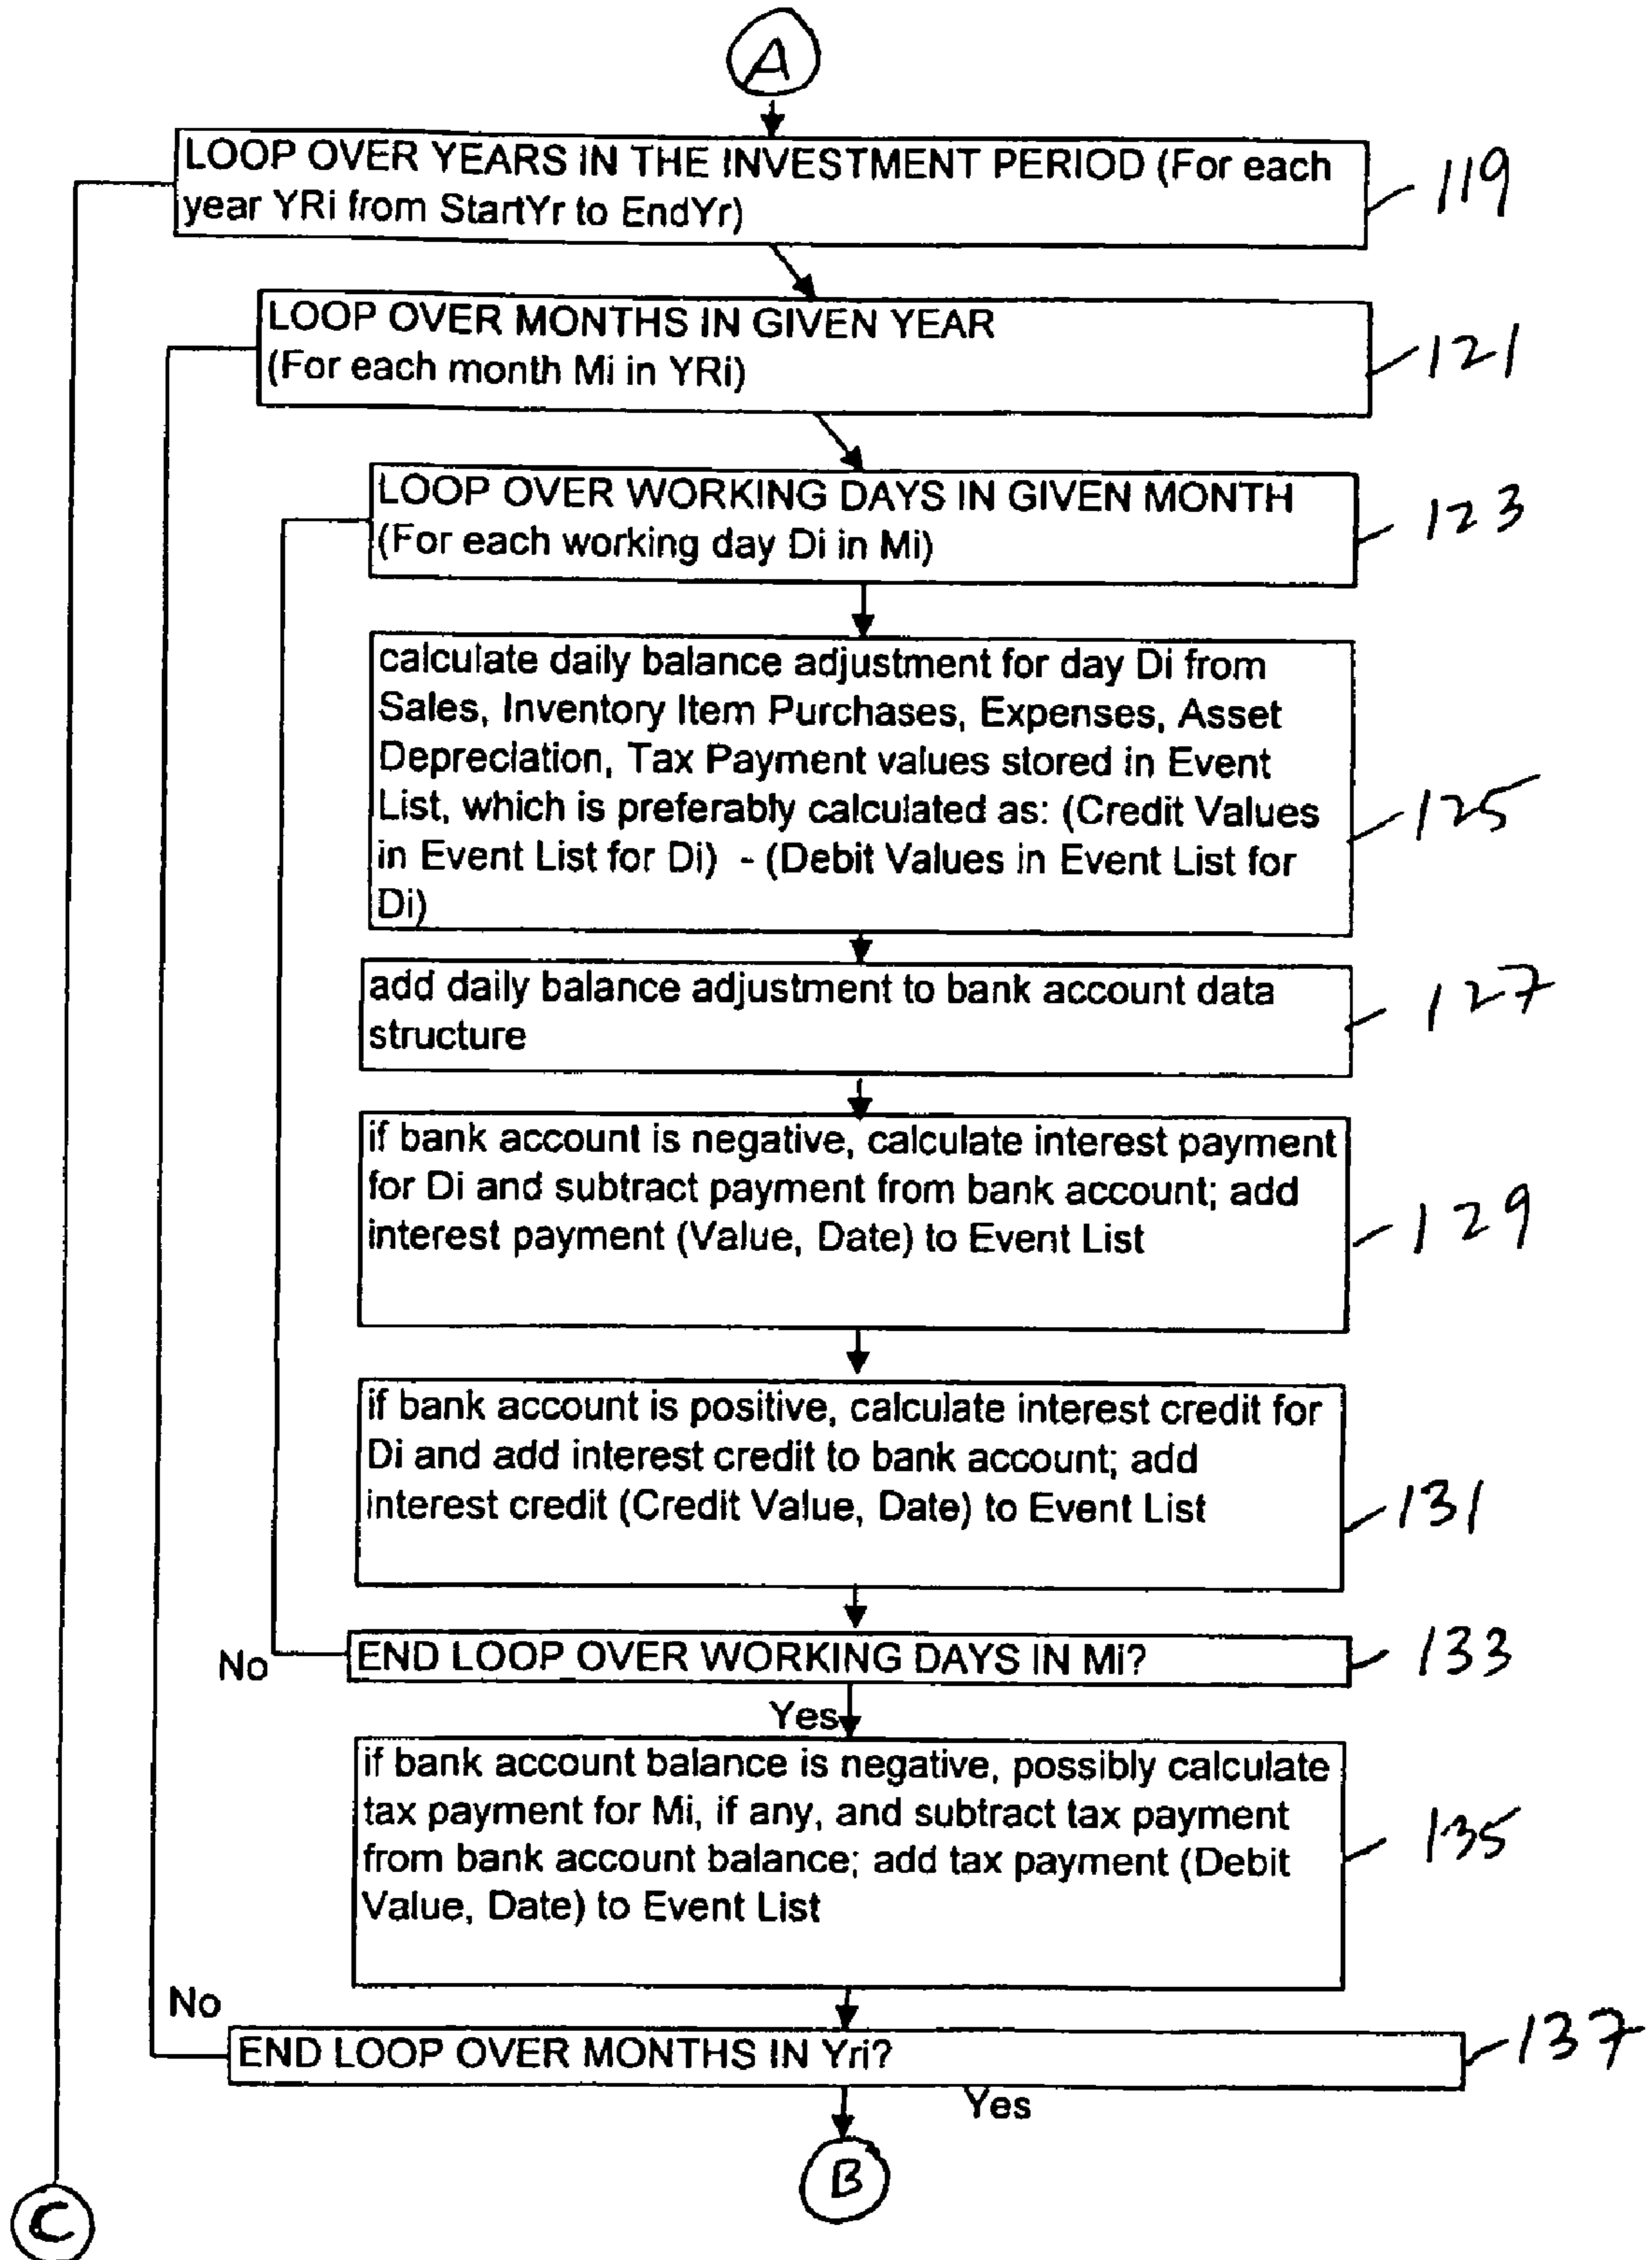 A
LOOP OVER YEARS IN THE INVESTMENT PERIOD (For each
year YRi from StartYr to EndYr)
119
LOOP OVER MONTHS IN GIVEN YEAR
(For each month Mi in YRi)
121
LOOP OVER WORKING DAYS IN GIVEN MONTH
(For each working day Di in Mi)
123
calculate daily balance adjustment for day Di from
Sales, Inventory Item Purchases, Expenses, Asset
Depreciation, Tax Payment values stored in Event
List, which is preferably calculated as: (Credit Values
in Event List for Di) - (Debit Values in Event List for
Di)
125
add daily balance adjustment to bank account data
structure
127
if bank account is negative, calculate interest payment
for Di and subtract payment from bank account; add
interest payment (Value, Date) to Event List
129
if bank account is positive, calculate interest credit for
Di and add interest credit to bank account; add
interest credit (Credit Value, Date) to Event List
131
No
END LOOP OVER WORKING DAYS IN Mi?
133
Yes
if bank account balance is negative, possibly calculate
tax payment for Mi, if any, and subtract tax payment
from bank account balance; add tax payment (Debit
Value, Date) to Event List
135
No
END LOOP OVER MONTHS IN Yri?
137
Yes
B
C